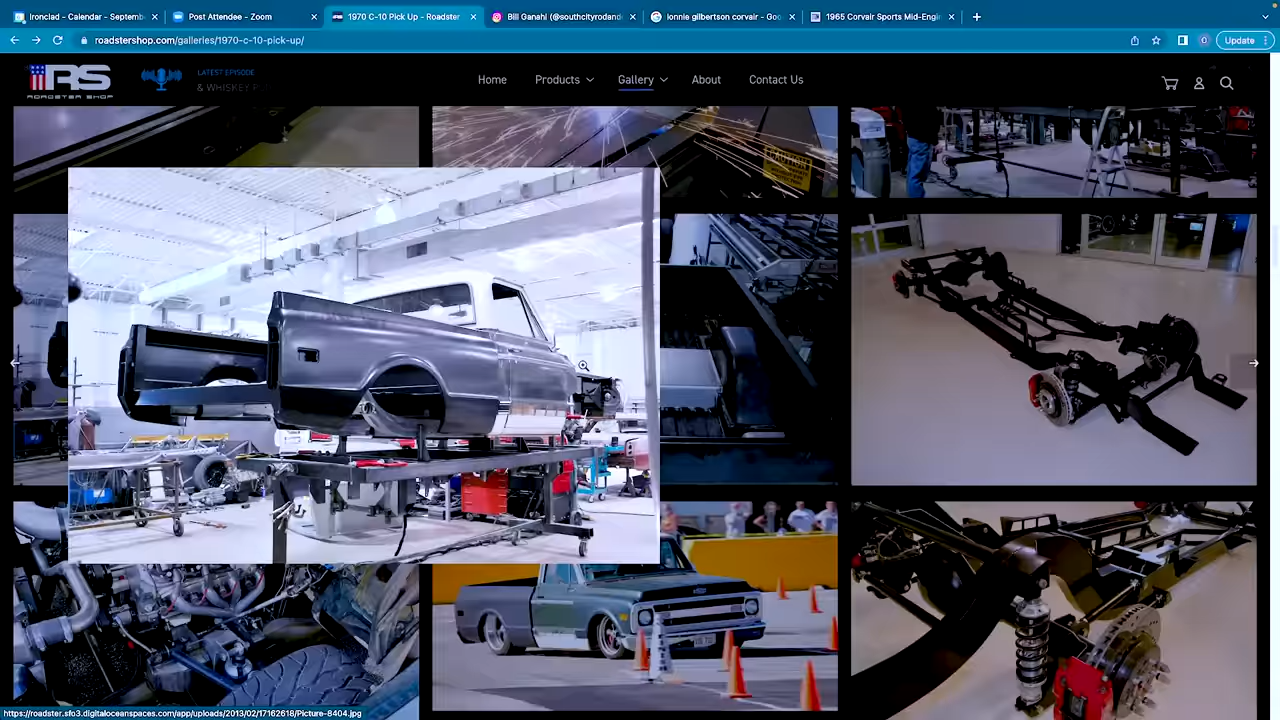 Ironclad - Calendar - Septemb
Post Attendee - Zoom
1970 C-10 Pick Up - Roadster
Bill Ganahl (@southcityrodand
lonnie gilbertson corvair - Goo
1965 Corvair Sports Mid-Engi
roadstershop.com/galleries/1970-c-10-pick-up/
Update
RS
ROADSTER SHOP
LATEST EPISODE
& WHISKEY
Home
Products
Gallery
About
Contact Us
CAUTION
https://roadster.sfo3.digitaloceanspaces.com/app/uploads/2013/02/17162618/Picture-8404.jpg